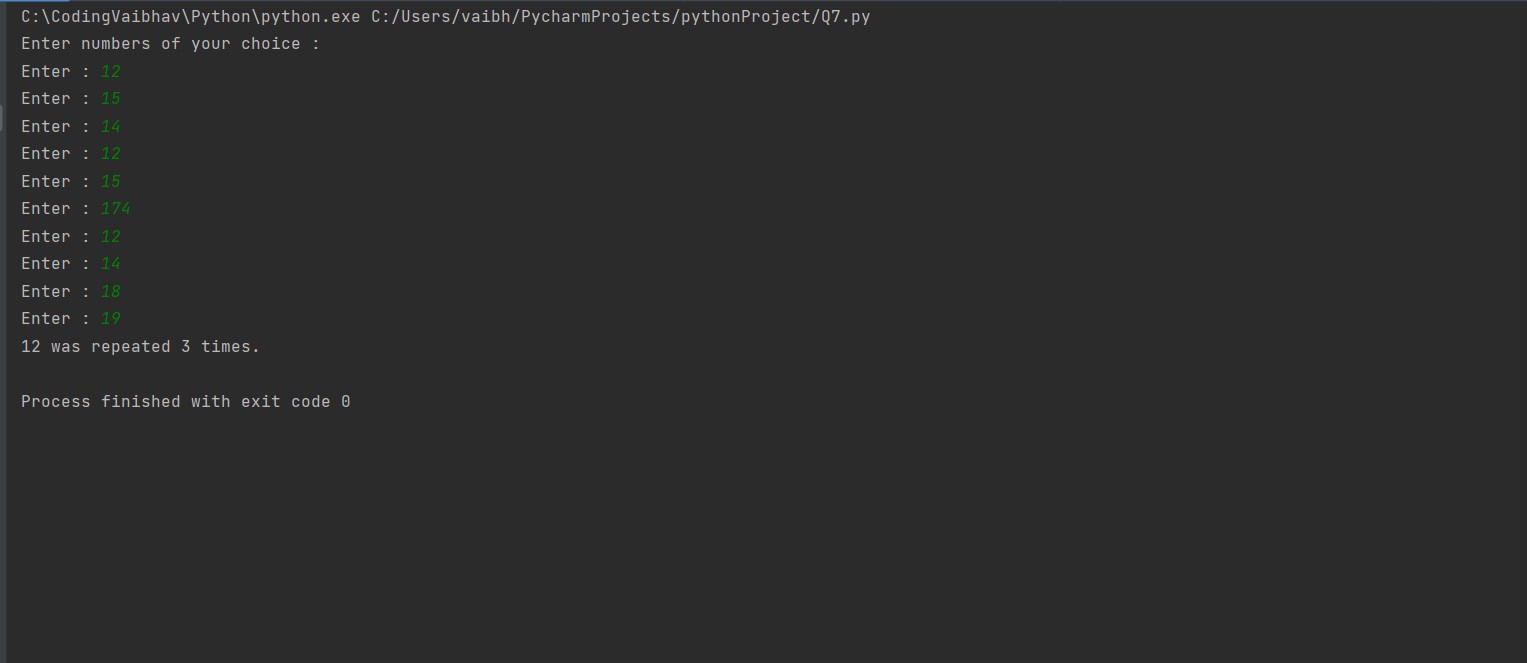 C:\CodingVaibhav\Python\python.exe C:/Users/vaibh/PycharmProjects/pythonProject/Q7.py
Enter numbers of your choice :
Enter : 12
Enter : 15
Enter : 14
Enter : 12
Enter : 15
Enter : 174
Enter : 12
Enter : 14
Enter : 18
Enter : 19
12 was repeated 3 times.
Process finished with exit code 0